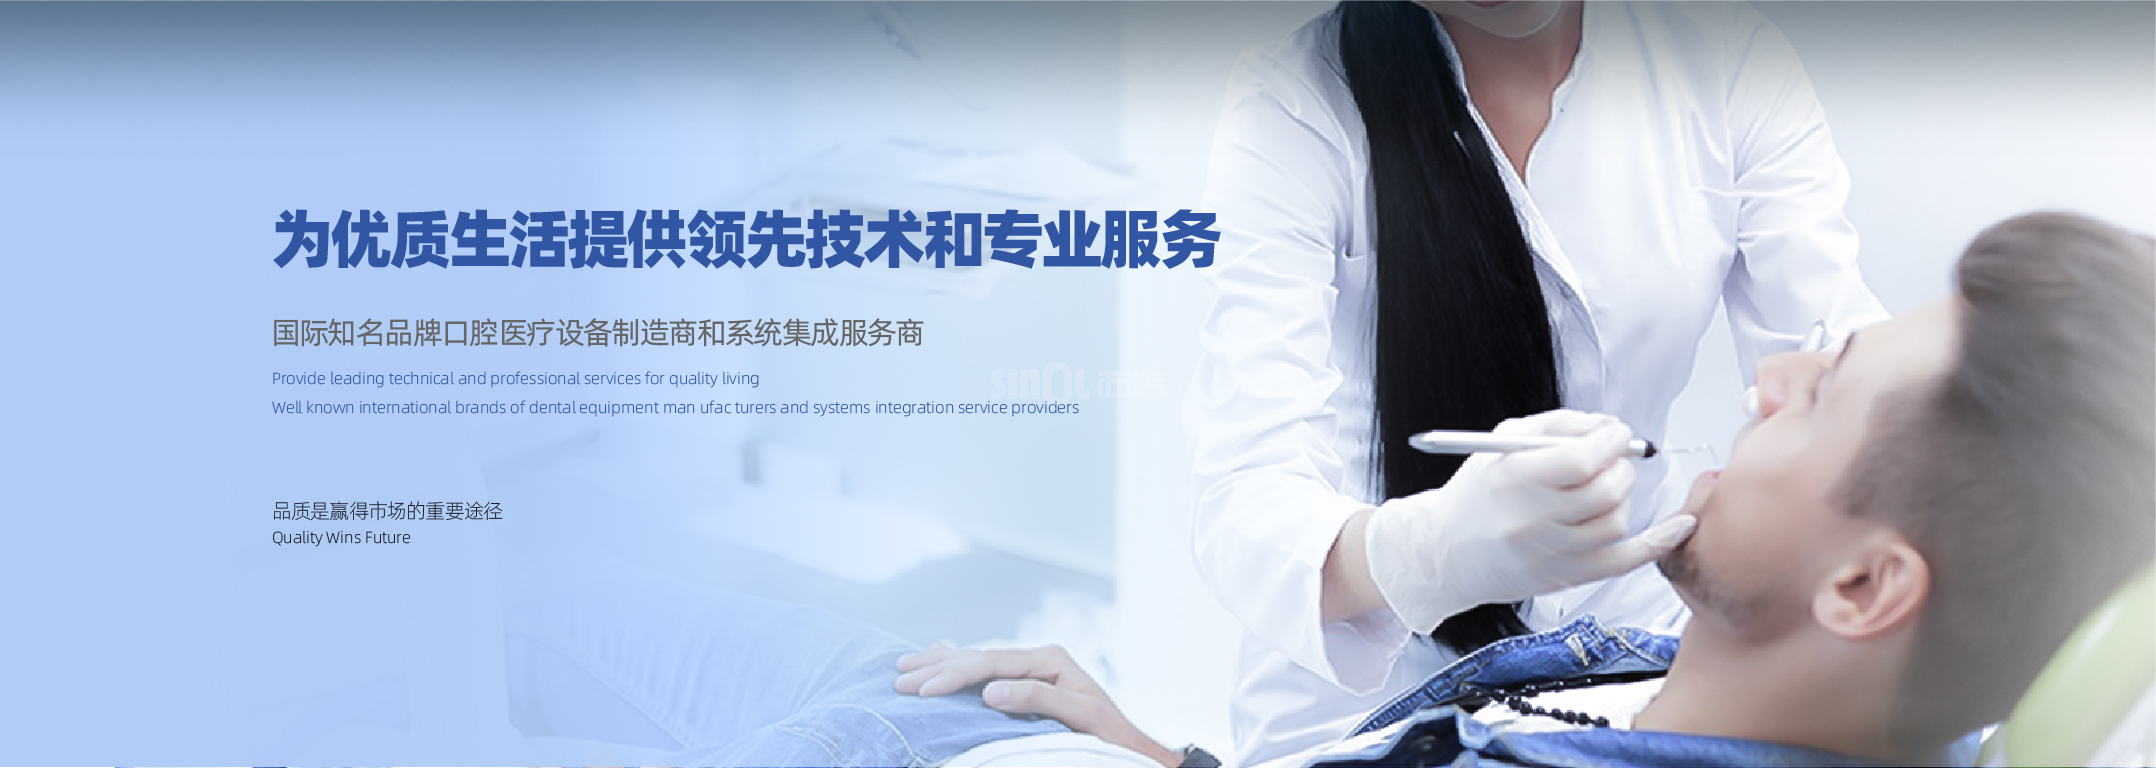 为优质生活提供领先技术和专业服务
国际知名品牌口腔医疗设备制造商和系统集成服务商
Provide leading technical and professional services for quality living
Well known international brands of dental equipment man ufac turers and systems integration service providers
sinol 西诺
品质是赢得市场的重要途径
Quality Wins Future